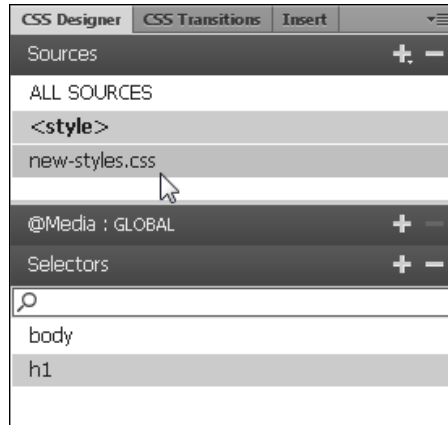 CSS Designer CSS Transitions Insert
Sources
ALL SOURCES
<style>
new-styles.css
@Media : GLOBAL
Selectors
body
h1